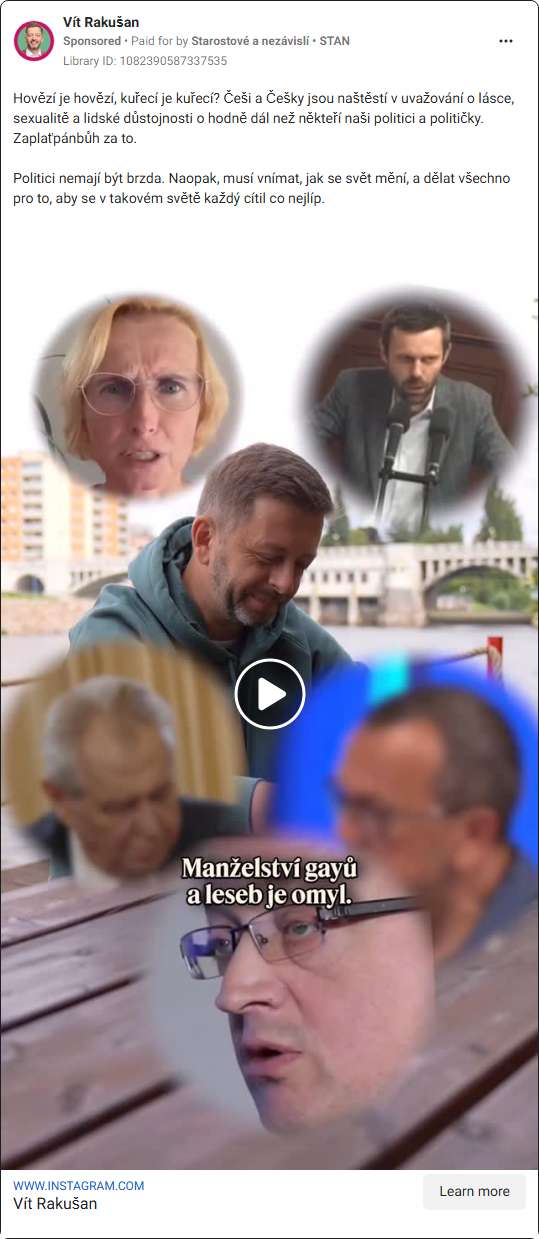 Vít Rakušan
Sponsored • Paid for by Starostové a nezávislí • STAN
Library ID: 1082390587337535
Hovězí je hovězí, kuřecí je kuřecí? Češi a Češky jsou naštěstí v uvažování o lásce,
sexualitě a lidské důstojnosti o hodně dál než někteří naši politici a političky.
Zaplaťpánbůh za to.
Politici nemají být brzda. Naopak, musí vnímat, jak se svět mění, a dělat všechno
pro to, aby se v takovém světě každý cítil co nejlíp.
Manželství gayů
a leseb je omyl.
WWW.INSTAGRAM.COM
Vít Rakušan
Learn more